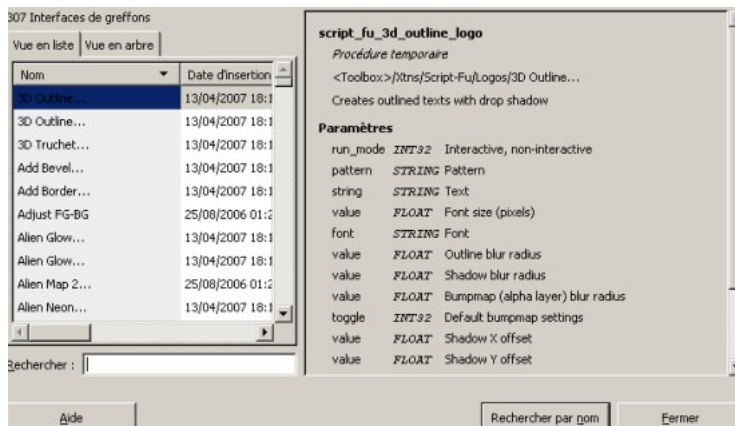 307 Interfaces de greffons
Vue en liste Vue en arbre
Nom Date d'insertion
3D Outline...
13/04/2007 18:1
3D Outline... 13/04/2007 18:1
3D Truchet... 13/04/2007 18:1
Add Bevel... 13/04/2007 18:1
Add Border... 13/04/2007 18:1
Adjust FG-BG 25/08/2006 01:2
Alien Glow... 13/04/2007 18:1
Alien Glow... 13/04/2007 18:1
Alien Map 2... 25/08/2006 01:2
Alien Neon... 13/04/2007 18:1
Rechercher :
script_fu_3d_outline_logo
Procédure temporaire
<Toolbox>/Xtns/Script-Fu/Logos/3D Outline...
Creates outlined texts with drop shadow
Paramètres
run_mode INT32 Interactive, non-interactive
pattern STRING Pattern
string STRING Text
value FLOAT Font size (pixels)
font STRING Font
value FLOAT Outline blur radius
value FLOAT Shadow blur radius
value FLOAT Bumpmap (alpha layer) blur radius
toggle INT32 Default bumpmap settings
value FLOAT Shadow X offset
value FLOAT Shadow Y offset
Aide Rechercher par nom Fermer